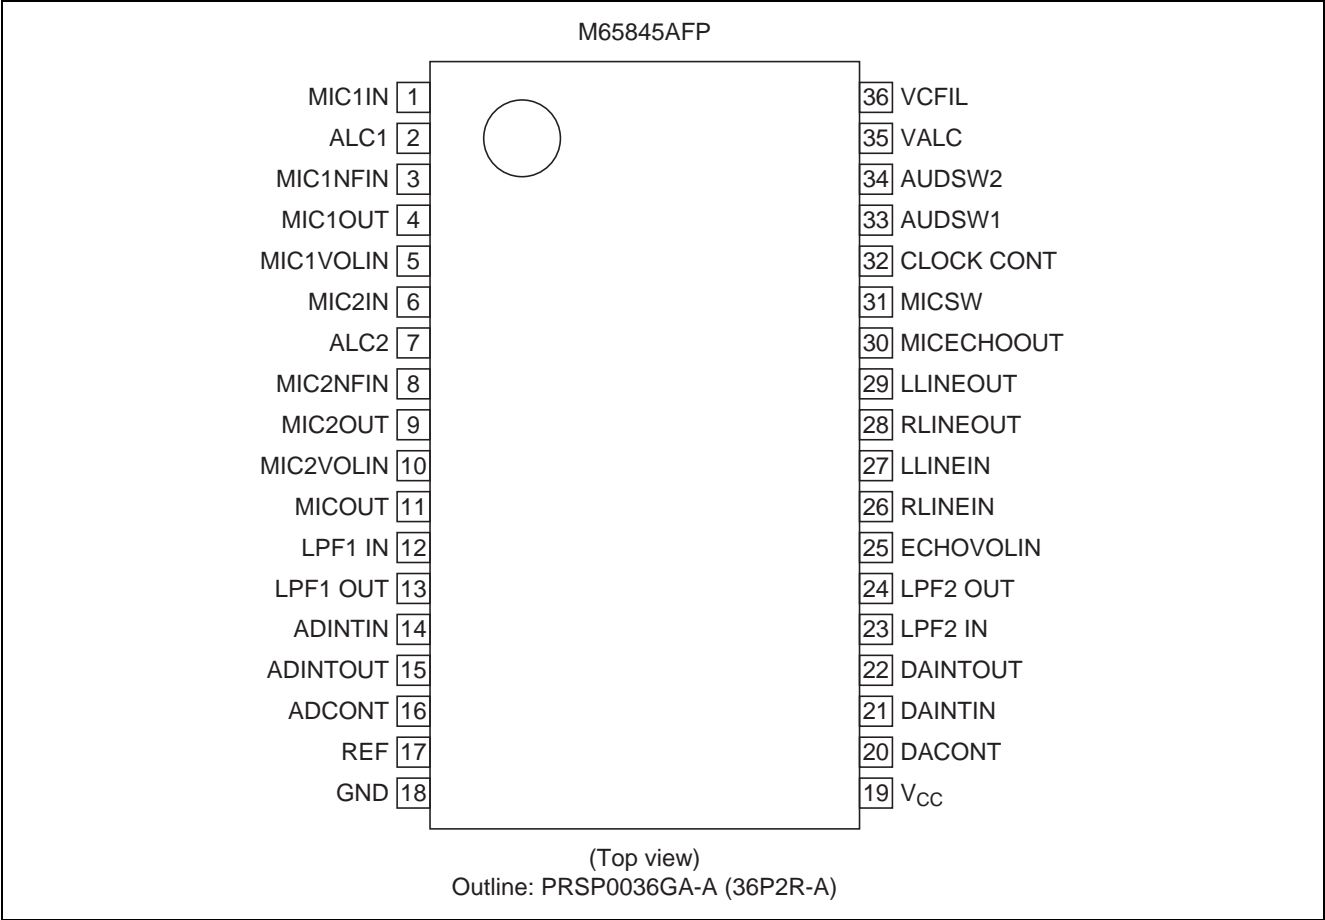 M65845AFP
MIC1IN 1 36 VCFIL
ALC1 2 35 VALC
MIC1NFIN 3 34 AUDSW2
MIC1OUT 4 33 AUDSW1
MIC1VOLIN 5 32 CLOCK CONT
MIC2IN 6 31 MICSW
ALC2 7 30 MICECHOOUT
MIC2NFIN 8 29 LLINEOUT
MIC2OUT 9 28 RLINEOUT
MIC2VOLIN 10 27 LLINEIN
MICOUT 11 26 RLINEIN
LPF1 IN 12 25 ECHOVOLIN
LPF1 OUT 13 24 LPF2 OUT
ADINTIN 14 23 LPF2 IN
ADINTOUT 15 22 DAINTOUT
ADCONT 16 21 DAINTIN
REF 17 20 DACONT
GND 18 19 VCC
(Top view)
Outline: PRSP0036GA-A (36P2R-A)